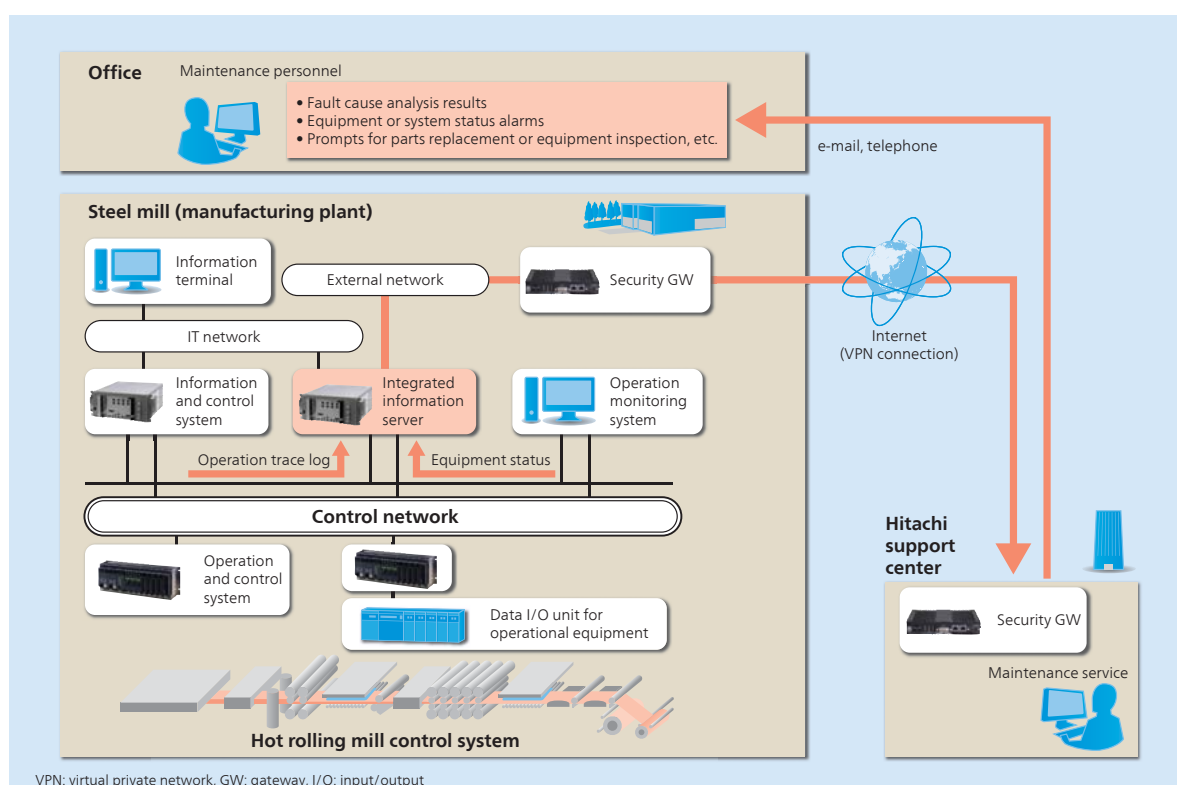 Office
Maintenance personnel
• Fault cause analysis results
• Equipment or system status alarms
• Prompts for parts replacement or equipment inspection, etc.
e-mail, telephone
Steel mill (manufacturing plant)
Information
terminal
External network
Security GW
IT network
Internet
(VPN connection)
Information
and control
system
Integrated
information
server
Operation
monitoring
system
Operation trace log
Equipment status
Control network
Operation
and control
system
Data I/O unit for
operational equipment
Hot rolling mill control system
Hitachi
support
center
Security GW
Maintenance service
VPN: virtual private network, GW: gateway, I/O: input/output